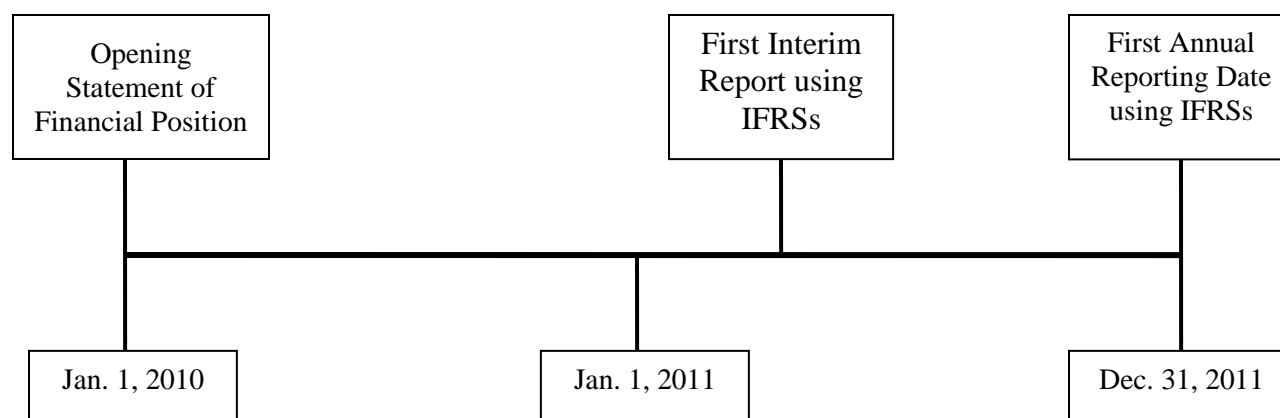 Opening
Statement of
Financial Position
First Interim
Report using
IFRSs
First Annual
Reporting Date
using IFRSs
Jan. 1, 2010
Jan. 1, 2011
Dec. 31, 2011